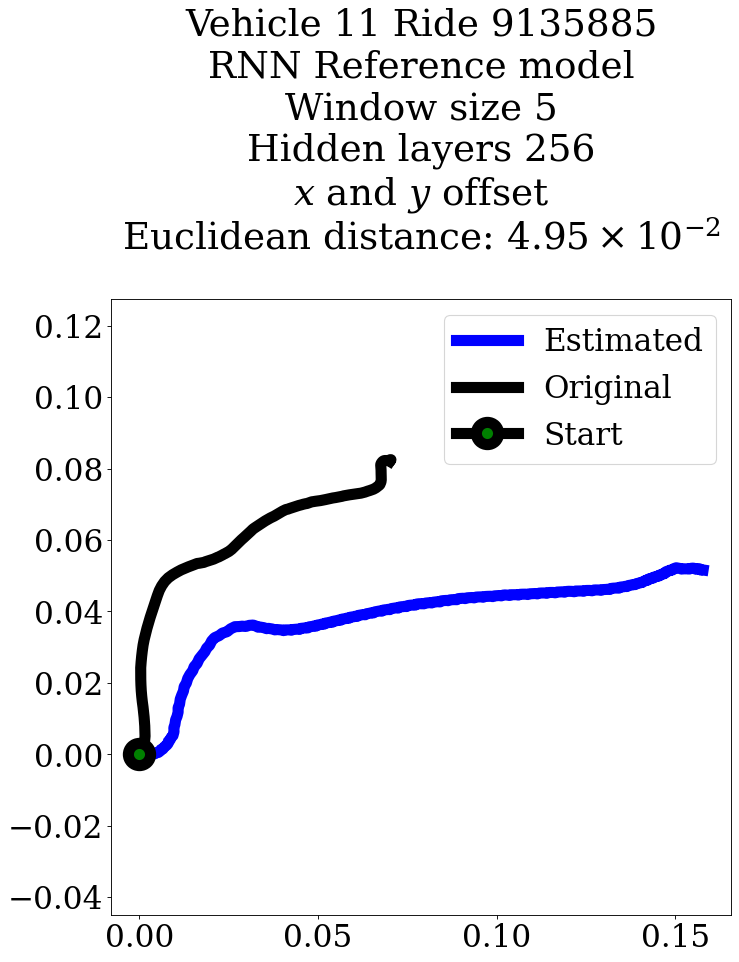 Vehicle 11 Ride 9135885
RNN Reference model
Window size 5
Hidden layers 256
x and y offset
Euclidean distance: 4.95 × 10⁻²
Estimated
Original
Start
0.12
0.10
0.08
0.06
0.04
0.02
0.00
−0.02
−0.04
0.00 0.05 0.10 0.15